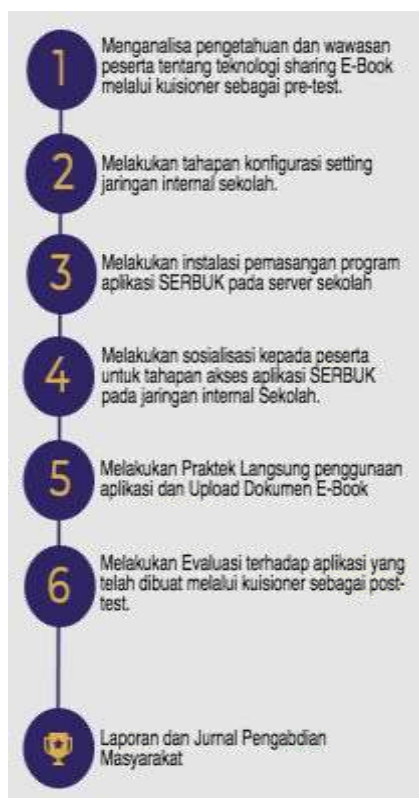 1
Menganalisa pengetahuan dan wawasan
peserta tentang teknologi sharing E-Book
melalui kuisioner sebagai pre-test.
2
Melakukan tahapan konfigurasi setting
jaringan internal sekolah.
3
Melakukan instalasi pemasangan program
aplikasi SERBUK pada server sekolah
4
Melakukan sosialisasi kepada peserta
untuk tahapan akses aplikasi SERBUK
pada jaringan internal Sekolah.
5
Melakukan Praktek Langsung penggunaan
aplikasi dan Upload Dokumen E-Book
6
Melakukan Evaluasi terhadap aplikasi yang
telah dibuat melalui kuisioner sebagai post-
test.
Laporan dan Jurnal Pengabdian
Masyarakat